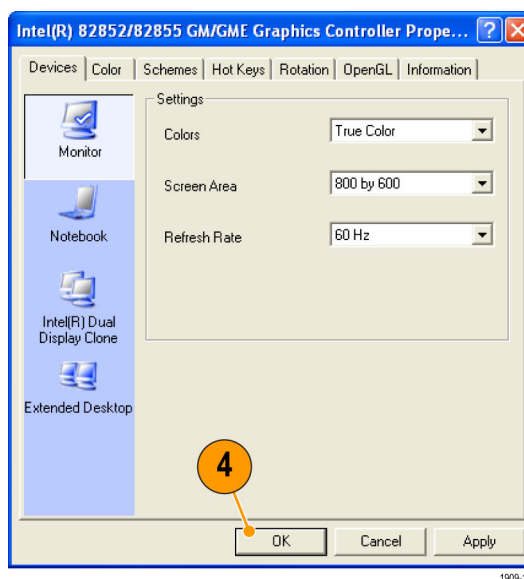 Intel(R) 82852/82855 GM/GME Graphics Controller Prope...
Devices Color Schemes Hot Keys Rotation OpenGL Information
Settings
Monitor
Colors True Color
Screen Area 800 by 600
Notebook
Refresh Rate 60 Hz
Intel(R) Dual
Display Clone
Extended Desktop
4
OK Cancel Apply